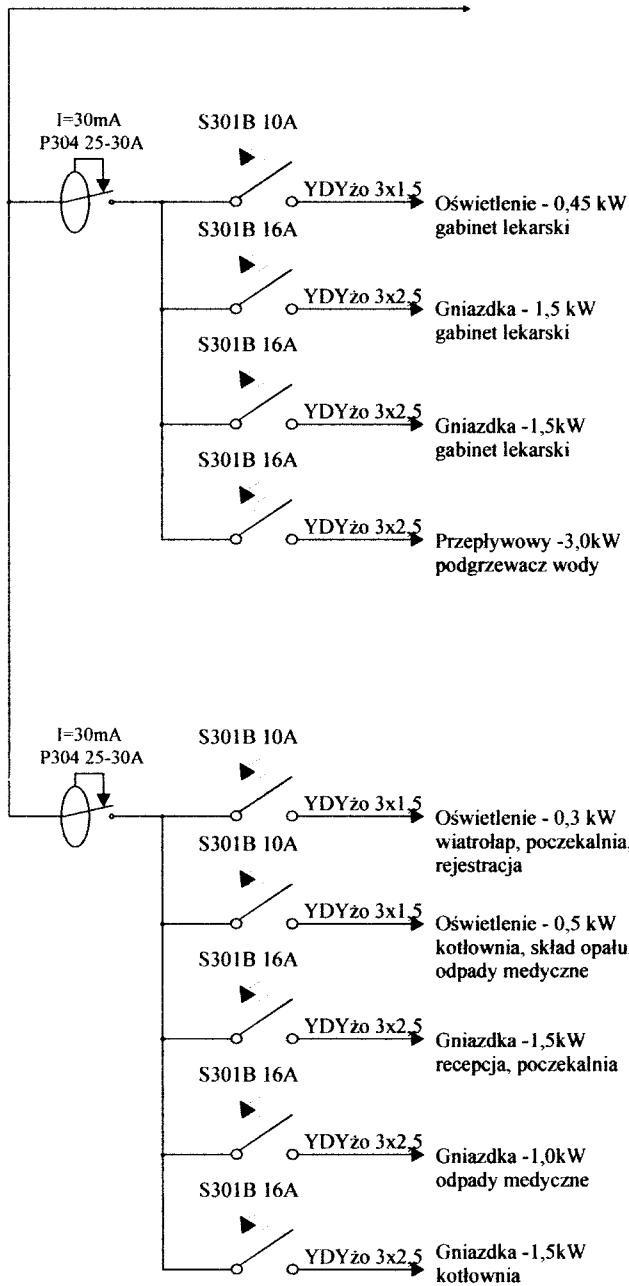 I=30mA
P304 25-30A
S301B 10A
YDYżo 3x1,5
Oświetlenie - 0,45 kW
gabinet lekarski
S301B 16A
YDYżo 3x2,5
Gniazdka - 1,5 kW
gabinet lekarski
S301B 16A
YDYżo 3x2,5
Gniazdka -1,5kW
gabinet lekarski
S301B 16A
YDYżo 3x2,5
Przepływowy -3,0kW
podgrzewacz wody
I=30mA
P304 25-30A
S301B 10A
YDYżo 3x1,5
Oświetlenie - 0,3 kW
wiatrołap, poczekalnia,
rejestracja
S301B 10A
YDYżo 3x1,5
Oświetlenie - 0,5 kW
kotłownia, skład opału,
odpady medyczne
S301B 16A
YDYżo 3x2,5
Gniazdka -1,5kW
recepcja, poczekalnia
S301B 16A
YDYżo 3x2,5
Gniazdka -1,0kW
odpady medyczne
S301B 16A
YDYżo 3x2,5
Gniazdka -1,5kW
kotłownia